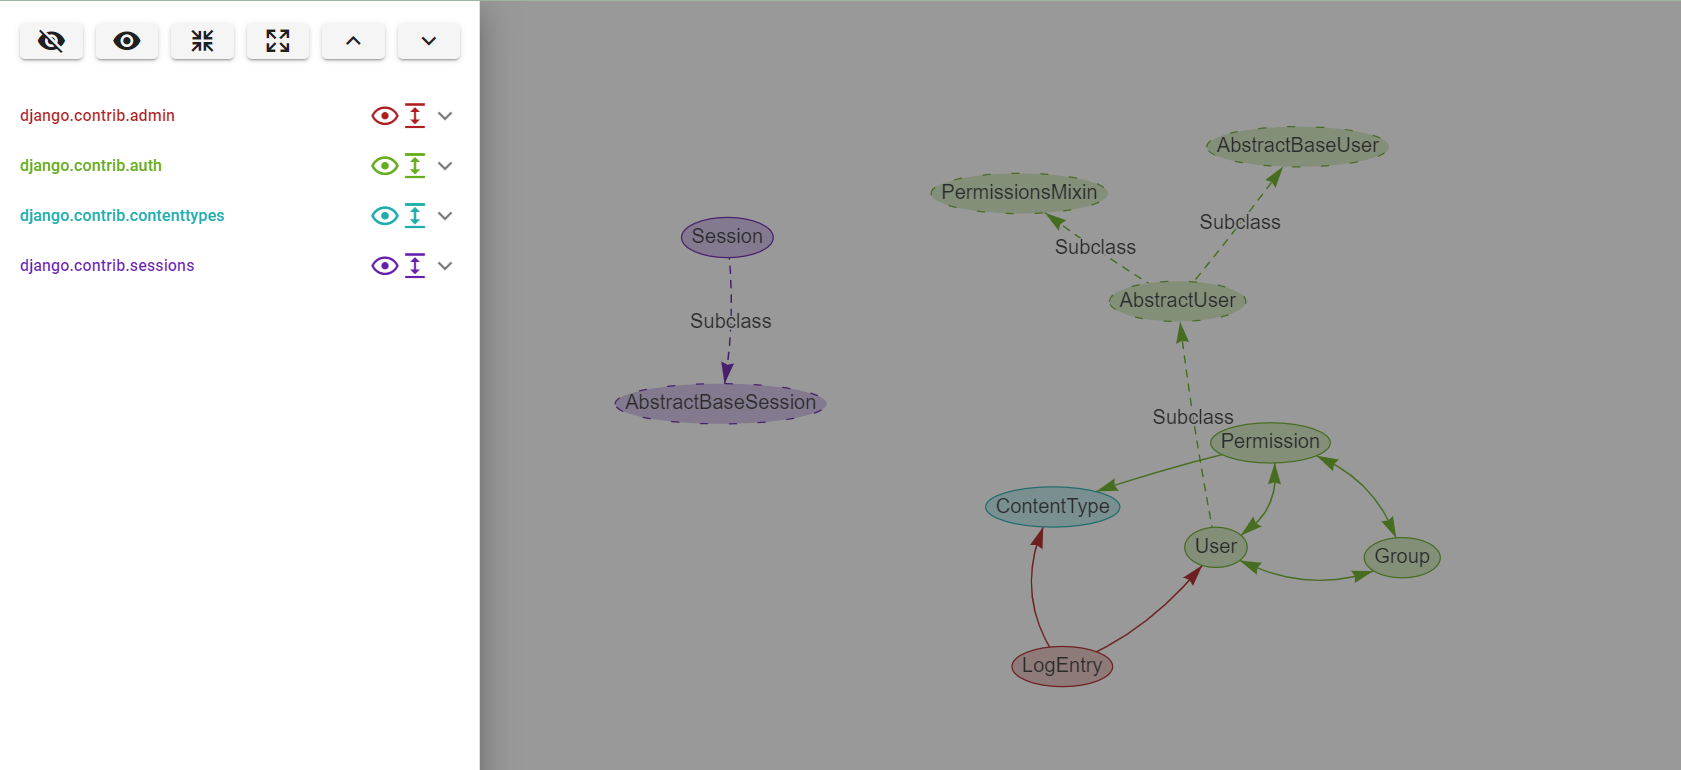 django.contrib.admin
django.contrib.auth
django.contrib.contenttypes
django.contrib.sessions
AbstractBaseUser
PermissionsMixin
Subclass
Session
Subclass
AbstractUser
Subclass
AbstractBaseSession
Subclass
Permission
ContentType
User
Group
LogEntry